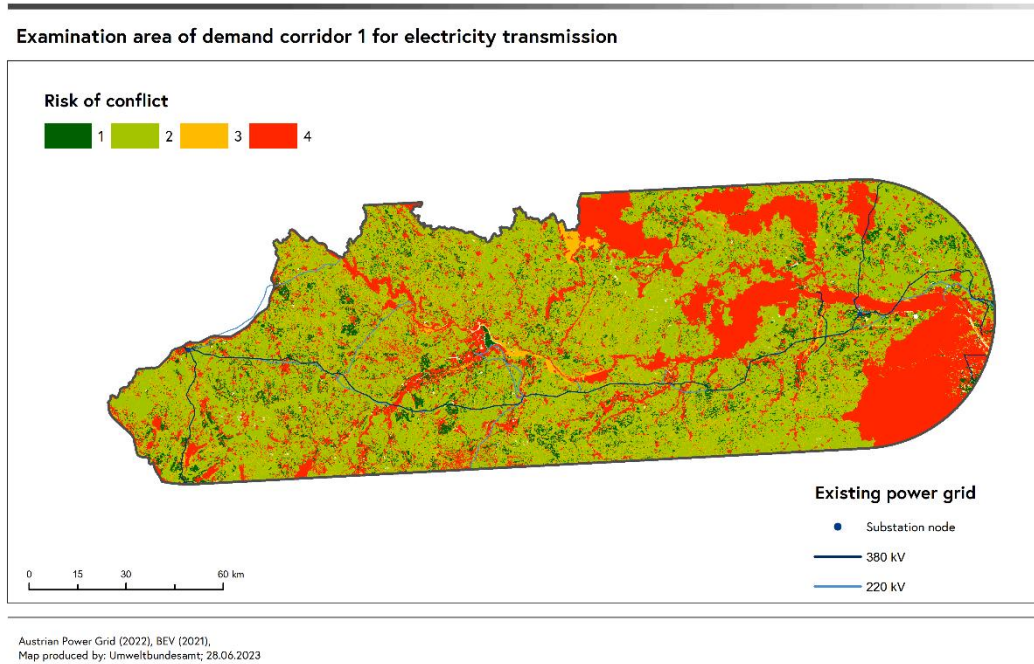 Examination area of demand corridor 1 for electricity transmission
Risk of conflict
1 2 3 4
Existing power grid
Substation node
380 kV
220 kV
0 15 30 60 km
Austrian Power Grid (2022), BEV (2021),
Map produced by: Umweltbundesamt; 28.06.2023